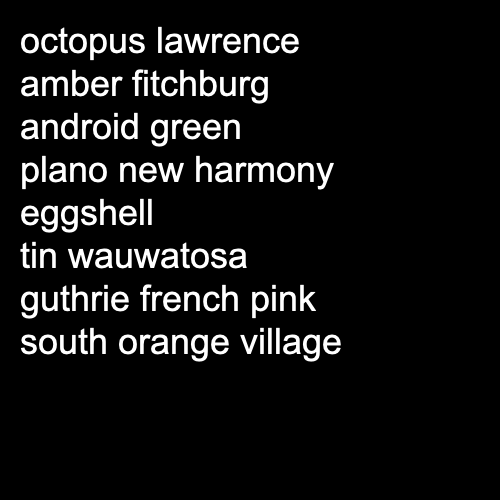 octopus lawrence
amber fitchburg
android green
plano new harmony
eggshell
tin wauwatosa
guthrie french pink
south orange village